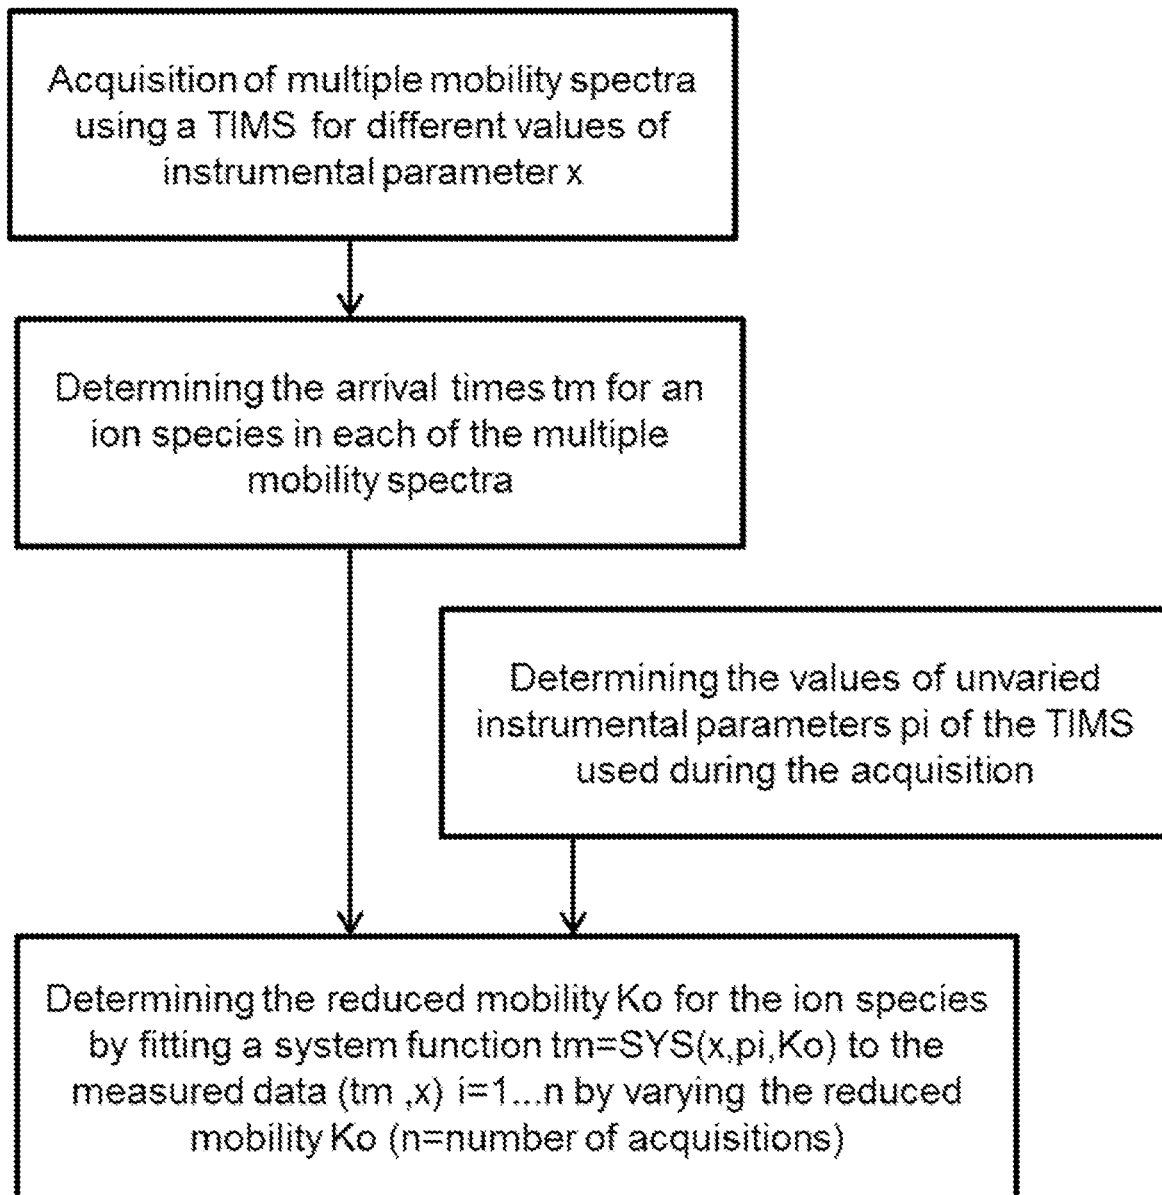 Acquisition of multiple mobility spectra
using a TIMS for different values of
instrumental parameter x
Determining the arrival times tm for an
ion species in each of the multiple
mobility spectra
Determining the values of unvaried
instrumental parameters pi of the TIMS
used during the acquisition
Determining the reduced mobility Ko for the ion species
by fitting a system function tm=SYS(x,pi,Ko) to the
measured data (tm ,x) i=1...n by varying the reduced
mobility Ko (n=number of acquisitions)